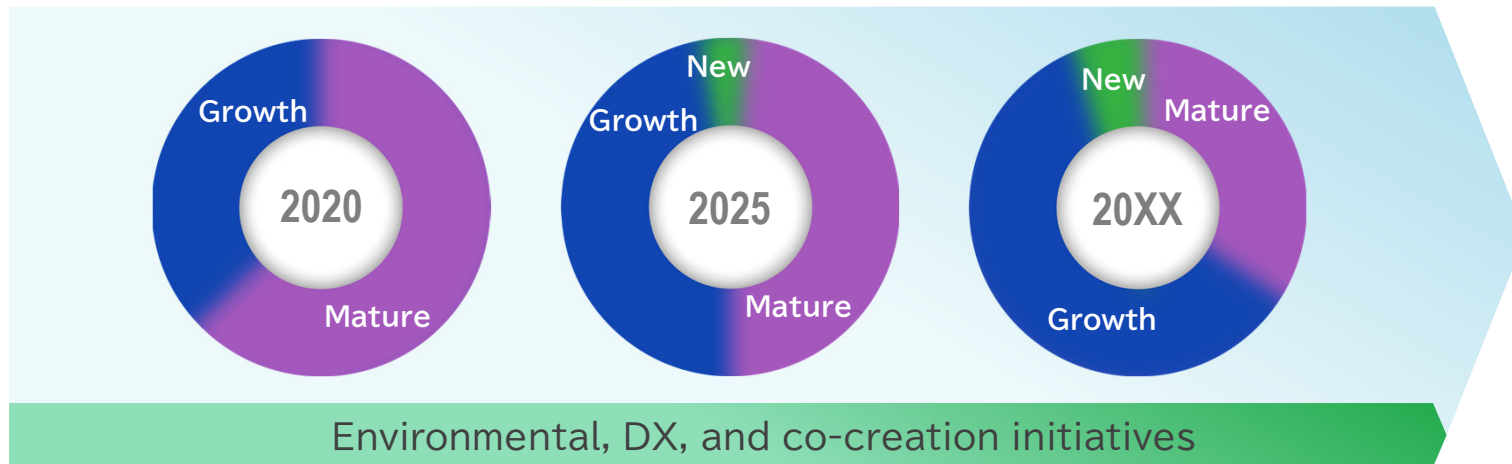 Growth
2020
Mature
New
Growth
2025
Mature
New
Mature
20XX
Growth
Environmental, DX, and co-creation initiatives